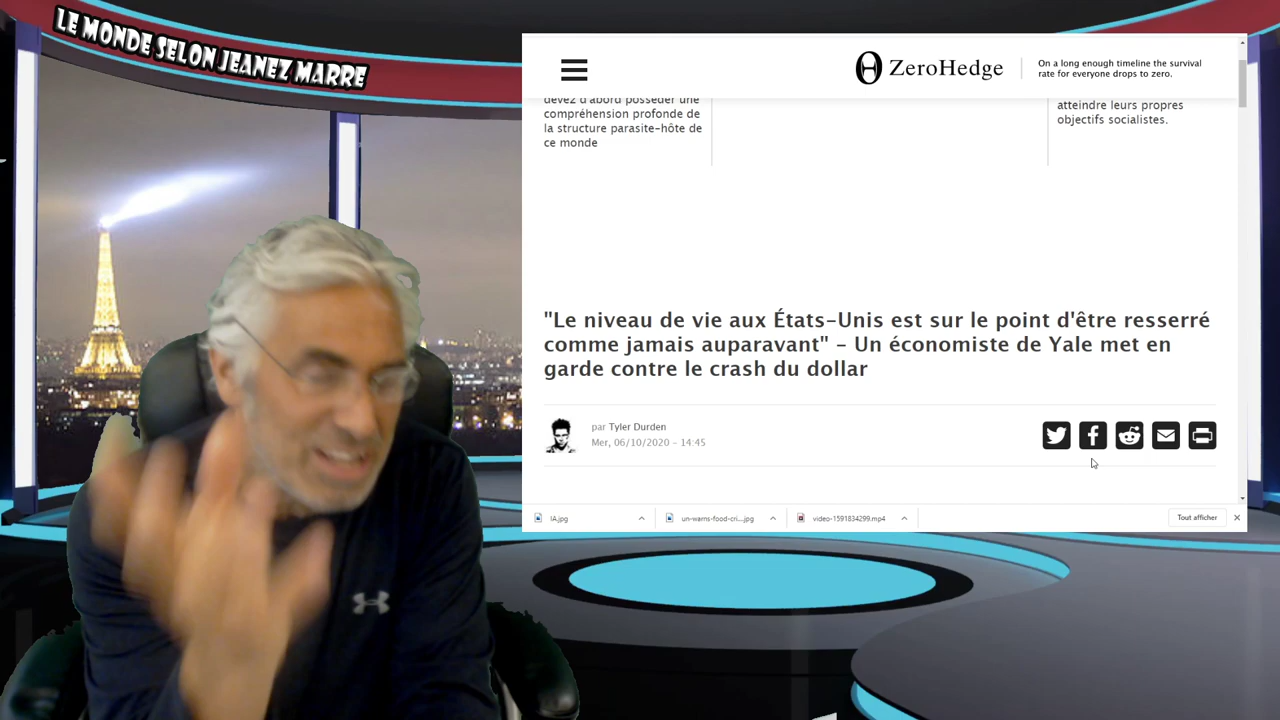 LE MONDE SELON JEANEZ MARRE
ZeroHedge
On a long enough timeline the survival
rate for everyone drops to zero.
devez d'abord posséder une
compréhension profonde de
la structure parasite-hôte de
ce monde
atteindre leurs propres
objectifs socialistes.
"Le niveau de vie aux États-Unis est sur le point d'être resserré
comme jamais auparavant" - Un économiste de Yale met en
garde contre le crash du dollar
par Tyler Durden
Mer, 06/10/2020 - 14:45
IA.jpg
un-warns-food-cri....jpg
video-1591834299.mp4
Tout afficher